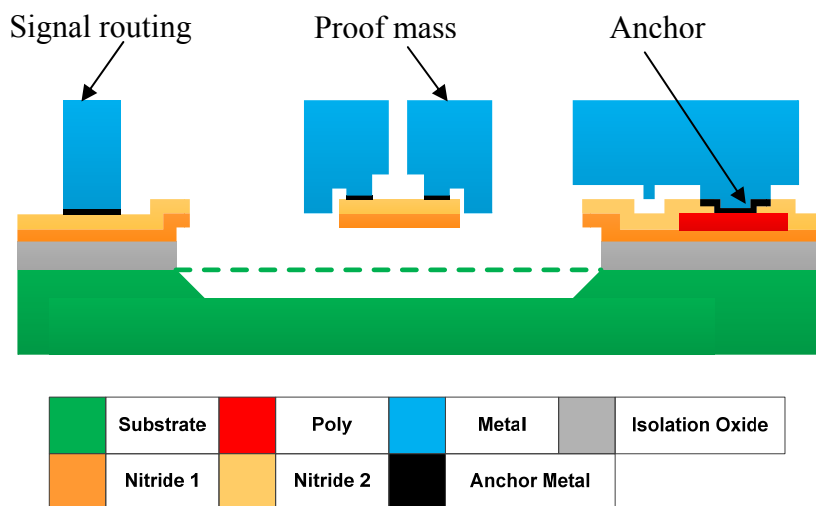 Signal routing Proof mass Anchor
Substrate Poly Metal Isolation Oxide
Nitride 1 Nitride 2 Anchor Metal